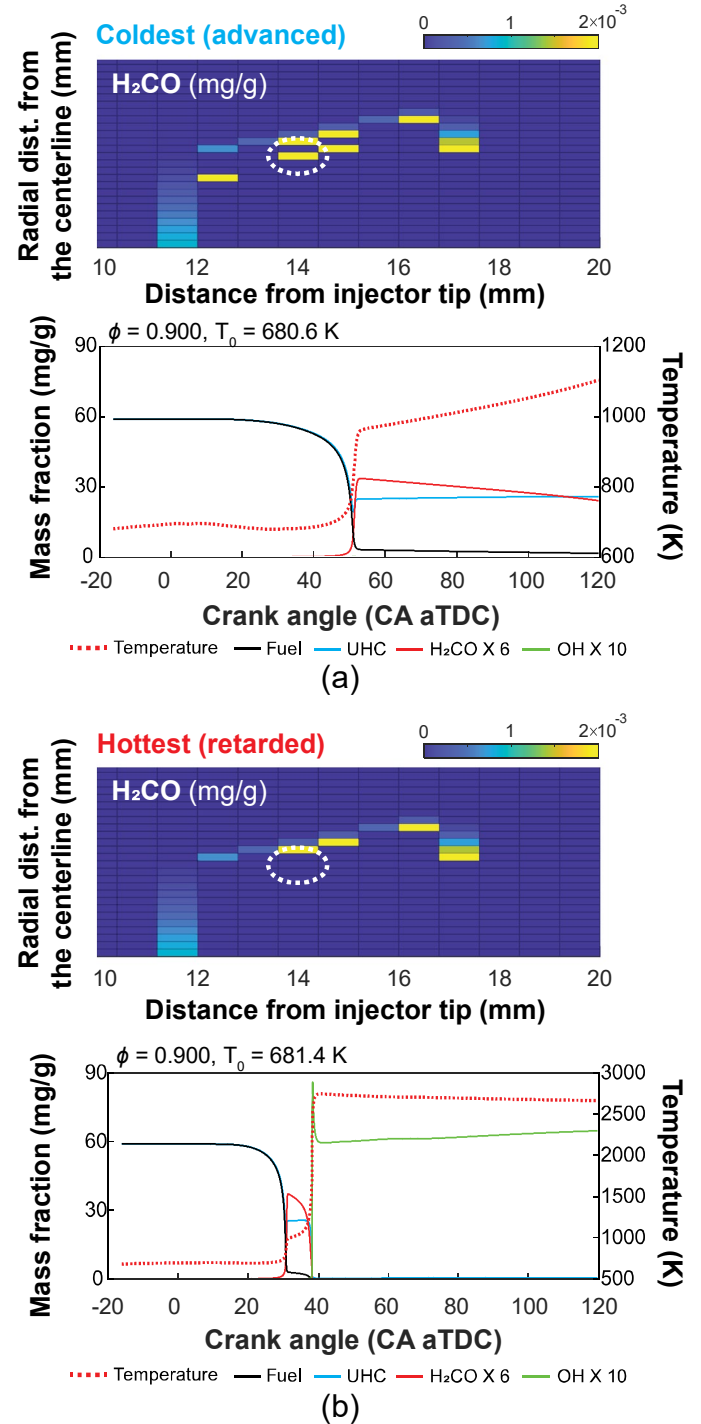 Coldest (advanced)
0 1 2×10⁻³
H₂CO (mg/g)
Radial dist. from
the centerline (mm)
10 12 14 16 18 20
Distance from injector tip (mm)
ϕ = 0.900, T₀ = 680.6 K
Mass fraction (mg/g)
90
60
30
0
Temperature (K)
1200
1000
800
600
-20 0 20 40 60 80 100 120
Crank angle (CA aTDC)
Temperature Fuel UHC H₂CO X 6 OH X 10
(a)
Hottest (retarded)
0 1 2×10⁻³
H₂CO (mg/g)
Radial dist. from
the centerline (mm)
10 12 14 16 18 20
Distance from injector tip (mm)
ϕ = 0.900, T₀ = 681.4 K
Mass fraction (mg/g)
90
60
30
0
Temperature (K)
3000
2500
2000
1500
1000
500
-20 0 20 40 60 80 100 120
Crank angle (CA aTDC)
Temperature Fuel UHC H₂CO X 6 OH X 10
(b)